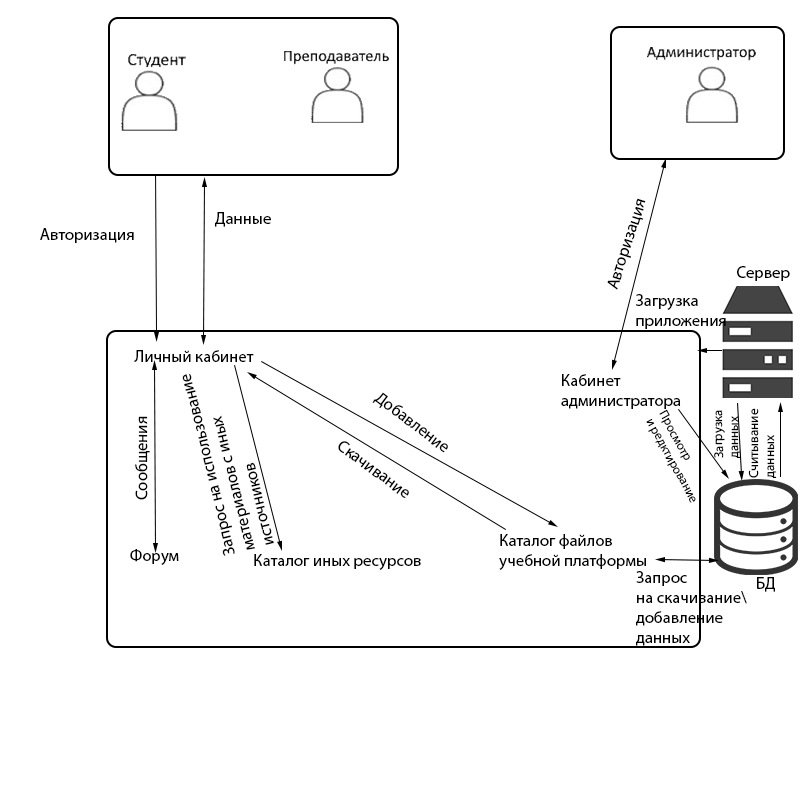 Студент
Преподаватель
Администратор
Авторизация
Данные
Авторизация
Сервер
Загрузка
приложения
Личный кабинет
Кабинет
администратора
Сообщения
Запрос на использование
материалов с иных
источников
Добавление
Скачивание
Просмотр
и редктирование
Загрузка
данных
Считывание
данных
Форум
Каталог иных ресурсов
Каталог файлов
учебной платформы
БД
Запрос
на скачивание\
добавление
данных